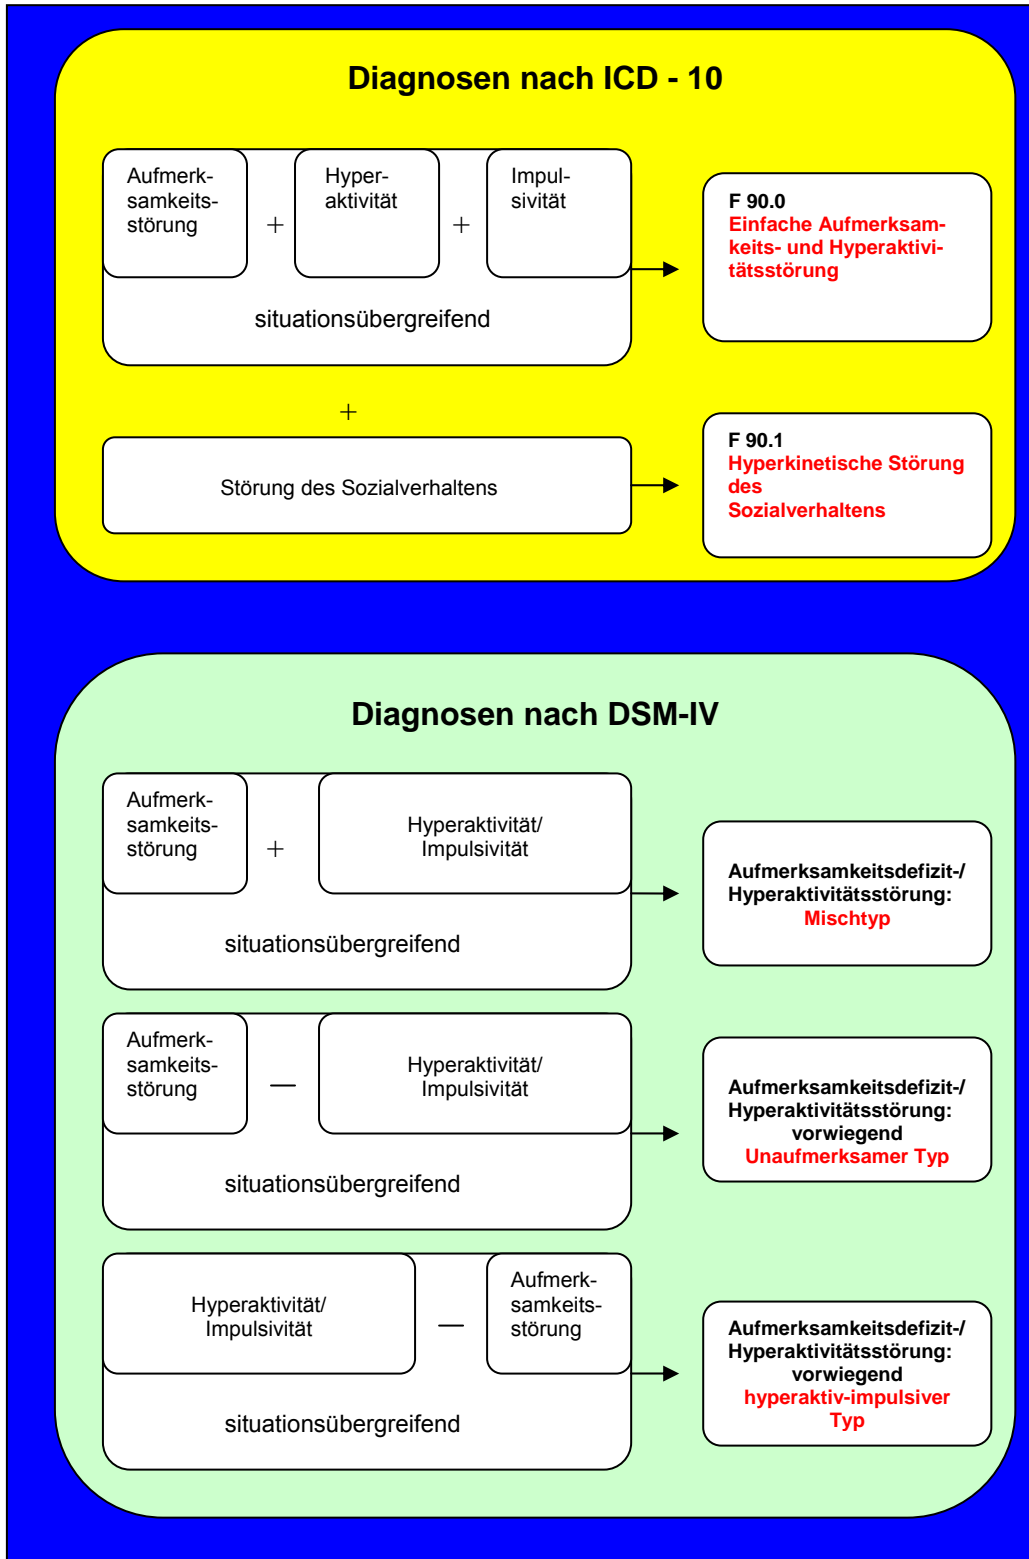 Diagnosen nach ICD - 10
Aufmerk-
samkeits-
störung
+
Hyper-
aktivität
+
Impul-
sivität
situationsübergreifend
F 90.0
Einfache Aufmerksam-
keits- und Hyperaktivi-
tätsstörung
+
Störung des Sozialverhaltens
F 90.1
Hyperkinetische Störung
des
Sozialverhaltens
Diagnosen nach DSM-IV
Aufmerk-
samkeits-
störung
+
Hyperaktivität/
Impulsivität
situationsübergreifend
Aufmerksamkeitsdefizit-/
Hyperaktivitätsstörung:
Mischtyp
Aufmerk-
samkeits-
störung
—
Hyperaktivität/
Impulsivität
situationsübergreifend
Aufmerksamkeitsdefizit-/
Hyperaktivitätsstörung:
vorwiegend
Unaufmerksamer Typ
Hyperaktivität/
Impulsivität
—
Aufmerk-
samkeits-
störung
situationsübergreifend
Aufmerksamkeitsdefizit-/
Hyperaktivitätsstörung:
vorwiegend
hyperaktiv-impulsiver
Typ